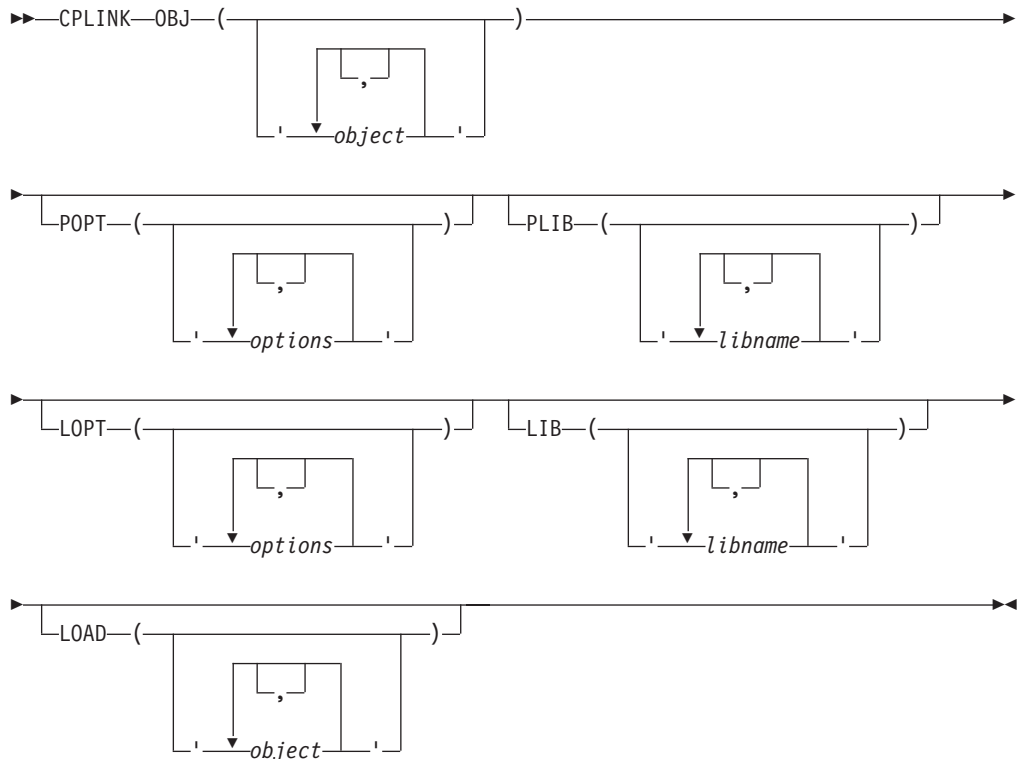 CPLINK OBJ ( )
,
' object '
POPT ( ) PLIB ( )
, ,
' options ' ' libname '
LOPT ( ) LIB ( )
, ,
' options ' ' libname '
LOAD ( )
,
' object '